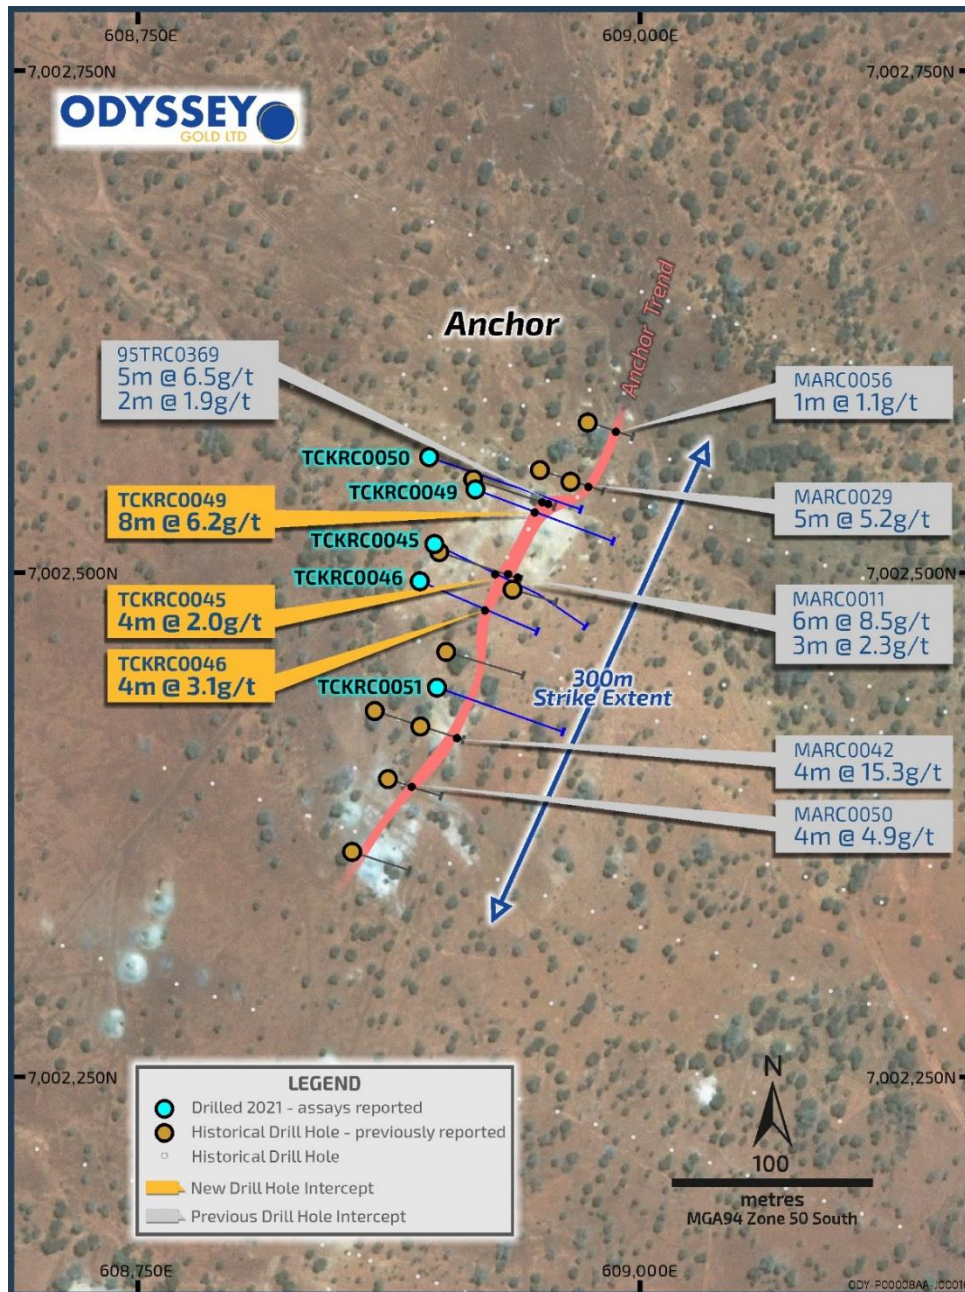 608,750E
609,000E
7,002,750N
7,002,750N
ODYSSEY
GOLD LTD
Anchor Trend
Anchor
95TRC0369
5m @ 6.5g/t
2m @ 1.9g/t
MARC0056
1m @ 1.1g/t
TCKRC0050
TCKRC0049
TCKRC0049
8m @ 6.2g/t
MARC0029
5m @ 5.2g/t
TCKRC0045
TCKRC0046
7,002,500N
7,002,500N
TCKRC0045
4m @ 2.0g/t
MARC0011
6m @ 8.5g/t
3m @ 2.3g/t
TCKRC0046
4m @ 3.1g/t
TCKRC0051
300m
Strike Extent
MARC0042
4m @ 15.3g/t
MARC0050
4m @ 4.9g/t
7,002,250N
7,002,250N
LEGEND
Drilled 2021 - assays reported
Historical Drill Hole - previously reported
Historical Drill Hole
New Drill Hole Intercept
Previous Drill Hole Intercept
N
100
metres
MGA94 Zone 50 South
608,750E
609,000E